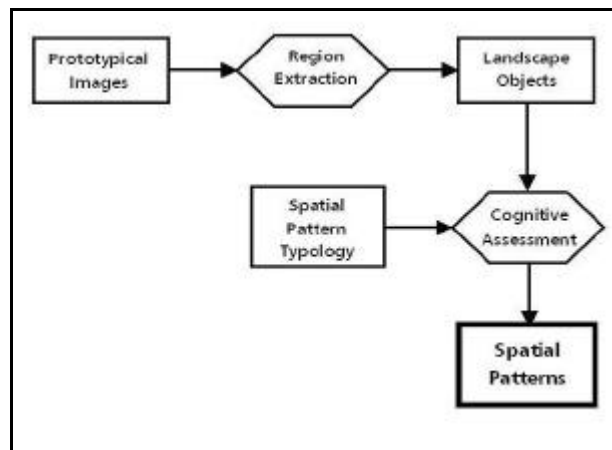 Prototypical
Images
Region
Extraction
Landscape
Objects
Spatial
Pattern
Typology
Cognitive
Assessment
Spatial
Patterns